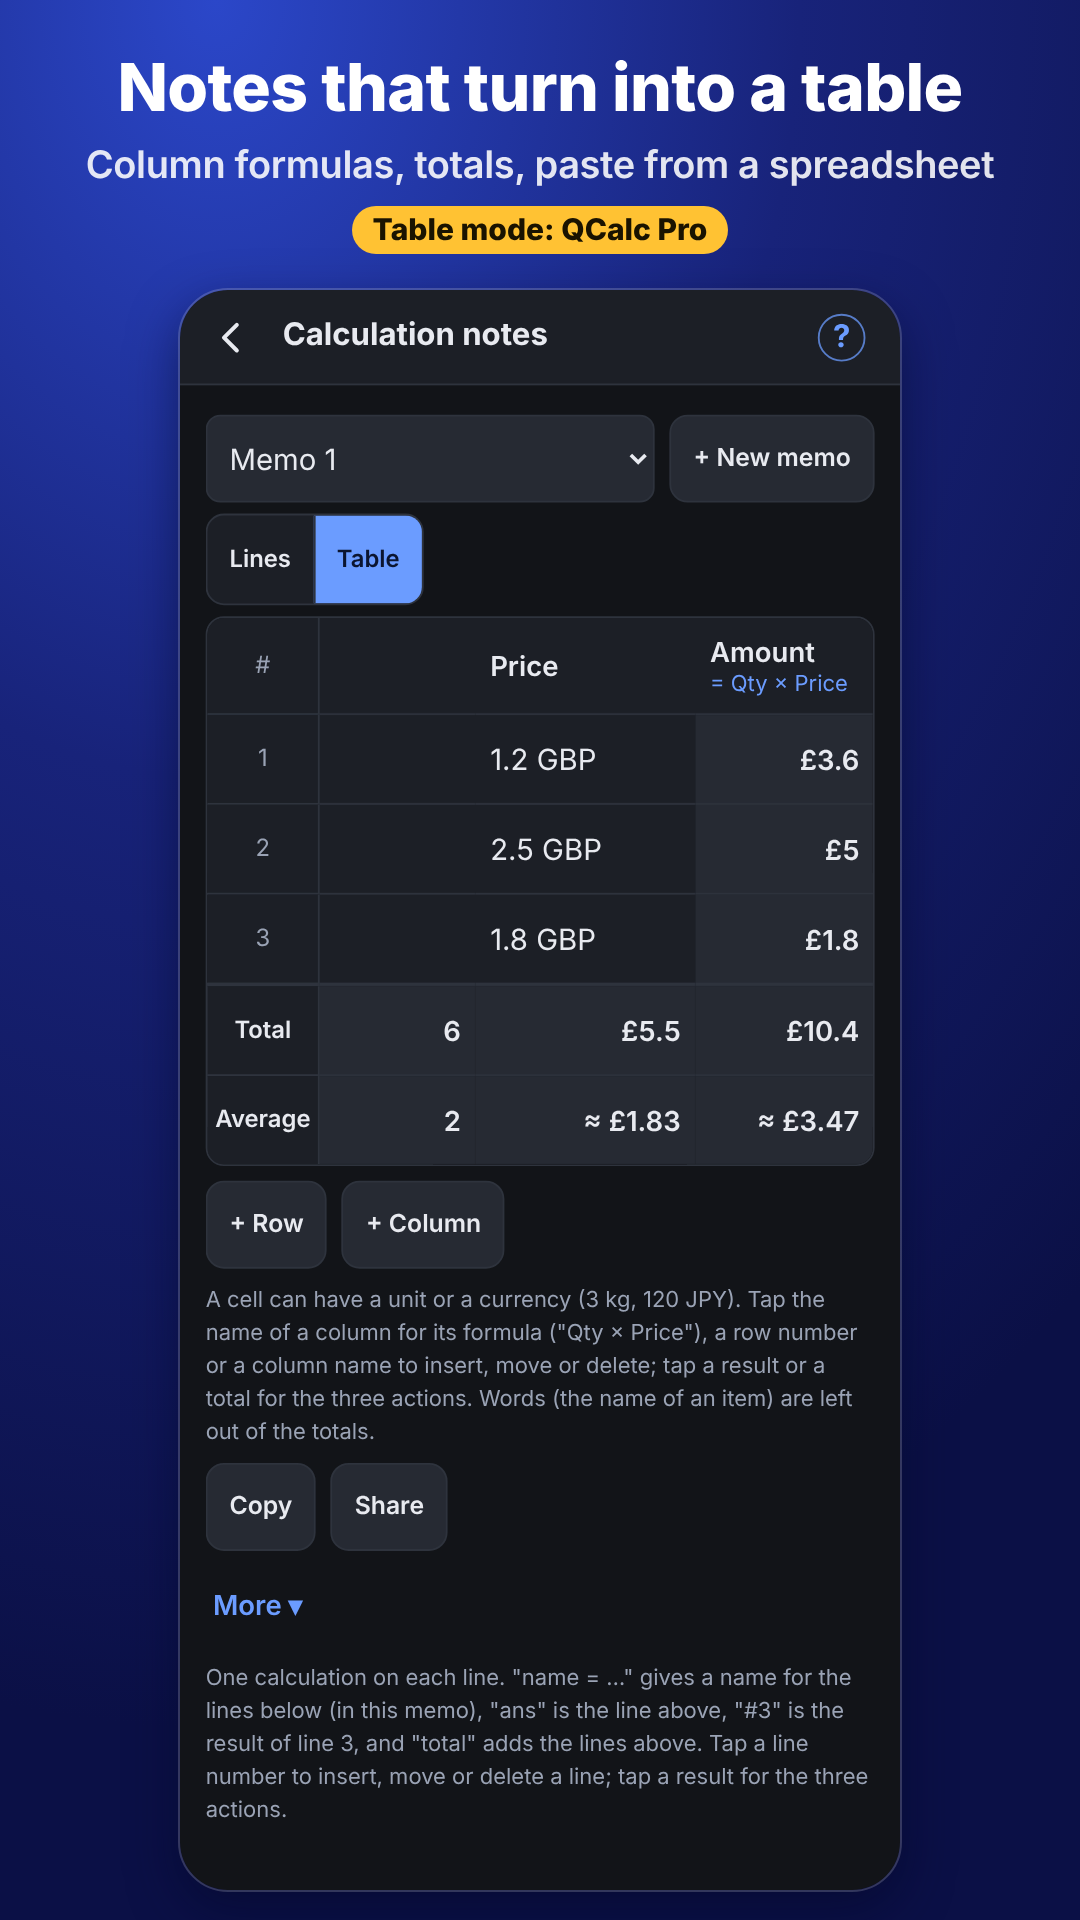 Notes that turn into a table
Column formulas, totals, paste from a spreadsheet
Table mode: QCalc Pro
Calculation notes
?
Memo 1
+ New memo
Lines
Table
# Price Amount
= Qty × Price
1 1.2 GBP £3.6
2 2.5 GBP £5
3 1.8 GBP £1.8
Total 6 £5.5 £10.4
Average 2 ≈ £1.83 ≈ £3.47
+ Row
+ Column
A cell can have a unit or a currency (3 kg, 120 JPY). Tap the
name of a column for its formula ("Qty × Price"), a row number
or a column name to insert, move or delete; tap a result or a
total for the three actions. Words (the name of an item) are left
out of the totals.
Copy
Share
More ▾
One calculation on each line. "name = ..." gives a name for the
lines below (in this memo), "ans" is the line above, "#3" is the
result of line 3, and "total" adds the lines above. Tap a line
number to insert, move or delete a line; tap a result for the three
actions.